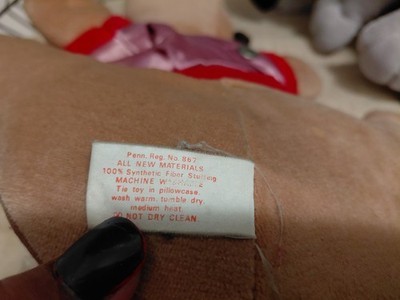 Penn. Reg. No. 867
ALL NEW MATERIALS
100% Synthetic Fiber Stuffing
MACHINE
Tie toy in pillowcase,
wash warm, tumble dry,
medium heat.
DO NOT DRY CLEAN.